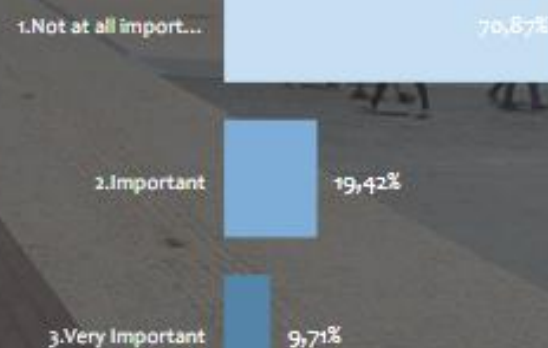 1.Not at all import... 70,87%
2.Important 19,42%
3.Very Important 9,71%